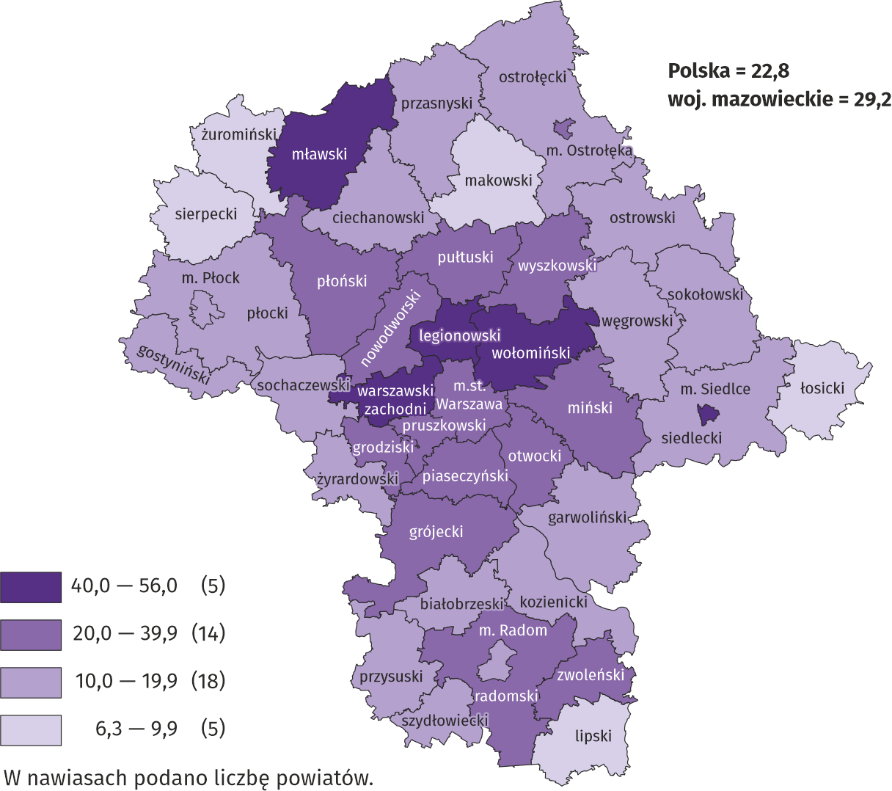 Polska = 22,8
woj. mazowieckie = 29,2
ostrołęcki
przasnyski
żuromiński
mławski
m. Ostrołęka
makowski
sierpecki
ciechanowski
ostrowski
pułtuski
wyszkowski
m. Płock
płoński
sokołowski
płocki
nowodworski
węgrowski
legionowski
wołomiński
gostyniński
sochaczewski
warszawski
zachodni
m.st.
Warszawa
m. Siedlce
łosicki
miński
pruszkowski
siedlecki
grodziski
otwocki
żyrardowski
piaseczyński
garwoliński
grójecki
białobrzeski
kozienicki
m. Radom
przysuski
zwoleński
radomski
szydłowiecki
lipski
40,0 — 56,0 (5)
20,0 — 39,9 (14)
10,0 — 19,9 (18)
6,3 — 9,9 (5)
W nawiasach podano liczbę powiatów.